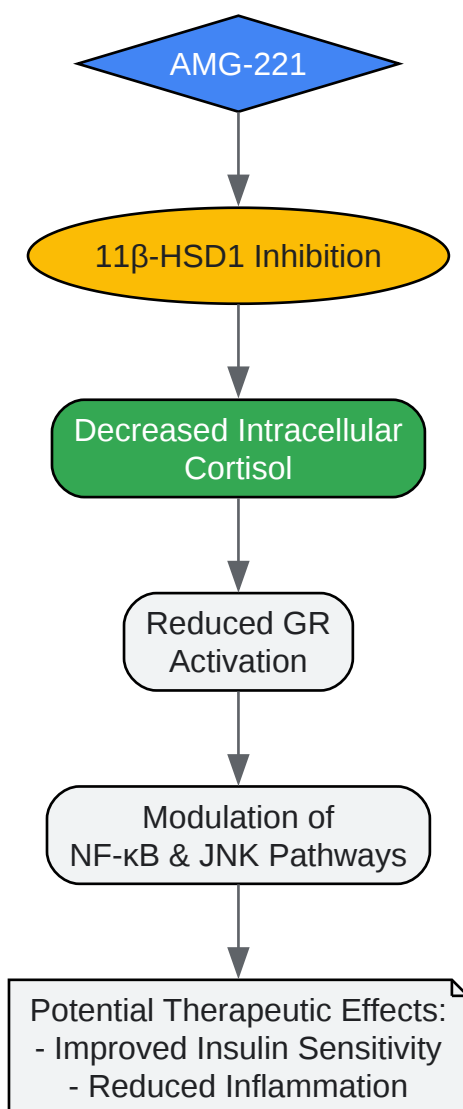 AMG-221
11β-HSD1 Inhibition
Decreased Intracellular
Cortisol
Reduced GR
Activation
Modulation of
NF-κB & JNK Pathways
Potential Therapeutic Effects:
- Improved Insulin Sensitivity
- Reduced Inflammation